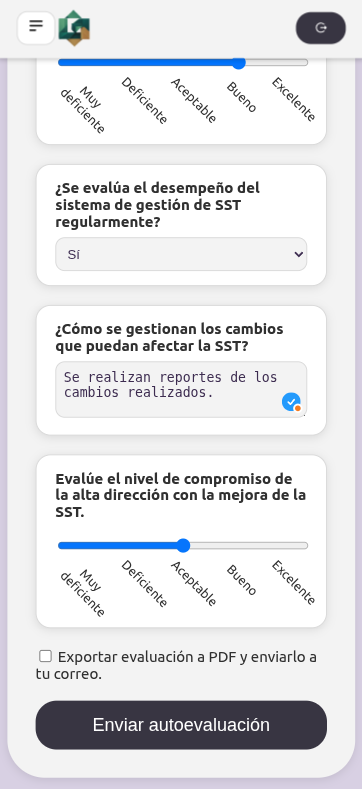 Muy
deficiente
Deficiente
Aceptable
Bueno
Excelente
¿Se evalúa el desempeño del
sistema de gestión de SST
regularmente?
Sí
¿Cómo se gestionan los cambios
que puedan afectar la SST?
Se realizan reportes de los
cambios realizados.
Evalúe el nivel de compromiso de
la alta dirección con la mejora de la
SST.
Muy
deficiente
Deficiente
Aceptable
Bueno
Excelente
Exportar evaluación a PDF y enviarlo a
tu correo.
Enviar autoevaluación